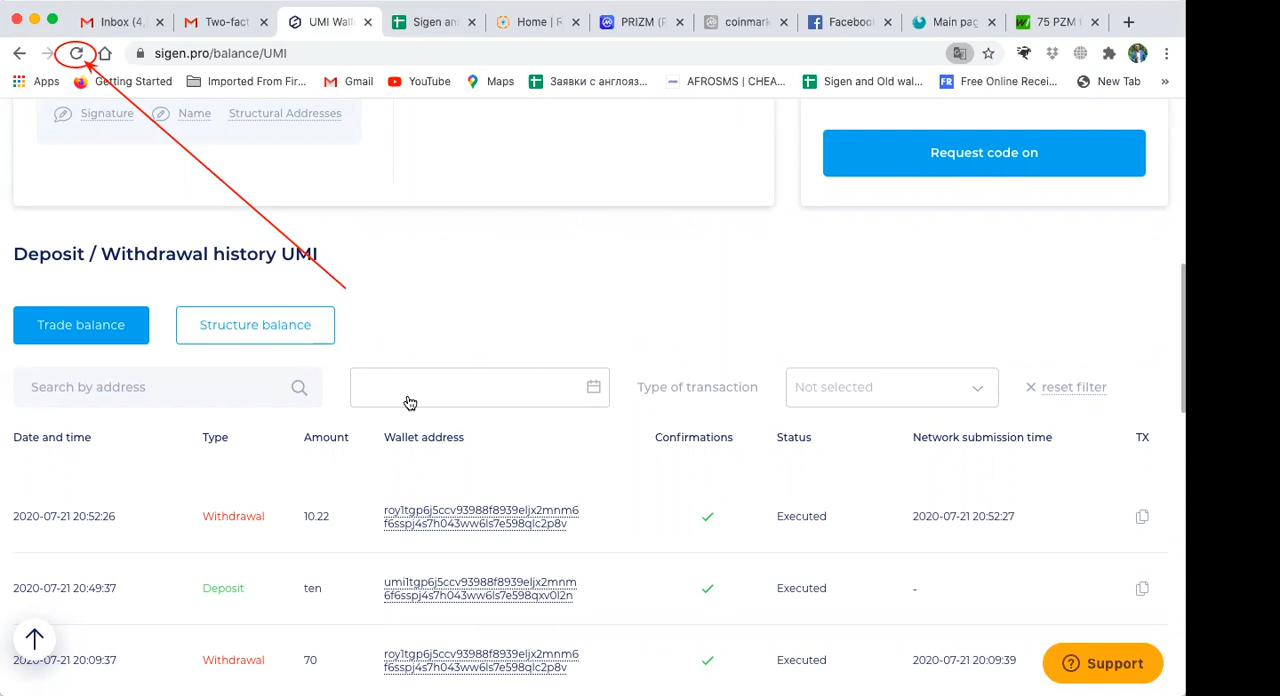 Inbox (4,
Two-fact
UMI Wall
Sigen an
Home | R
PRIZM (P
coinmark
Facebook
Main pag
75 PZM
sigen.pro/balance/UMI
Apps
Getting Started
Imported From Fir...
Gmail
YouTube
Maps
Заявки с англояз...
AFROSMS | CHEA...
Sigen and Old wal...
FR
Free Online Recei...
New Tab
»
Signature
Name
Structural Addresses
Request code on
Deposit / Withdrawal history UMI
Trade balance
Structure balance
Search by address
Type of transaction
Not selected
reset filter
Date and time
Type
Amount
Wallet address
Confirmations
Status
Network submission time
TX
2020-07-21 20:52:26
Withdrawal
10.22
roy1tgp6j5ccv93988f8939eljx2mnm6
f6sspj4s7h043ww6ls7e598qlc2p8v
Executed
2020-07-21 20:52:27
2020-07-21 20:49:37
Deposit
ten
umi1tgp6j5ccv93988f8939eljx2mnm
6f6sspj4s7h043ww6ls7e598qxv0l2n
Executed
-
2020-07-21 20:09:37
Withdrawal
70
roy1tgp6j5ccv93988f8939eljx2mnm6
f6sspj4s7h043ww6ls7e598qlc2p8v
Executed
2020-07-21 20:09:39
Support